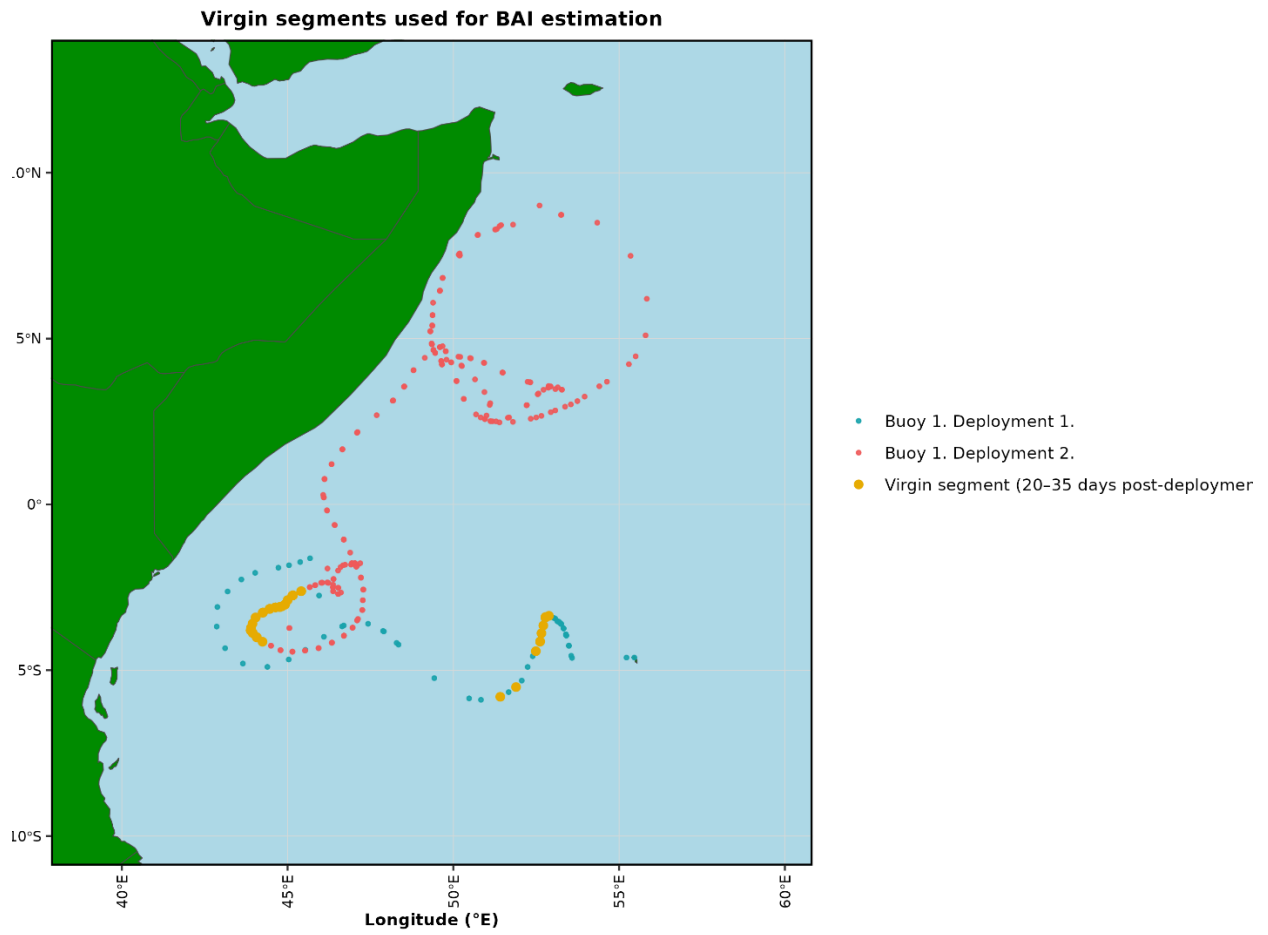 Virgin segments used for BAI estimation
.0°N
5°N
0°
5°S
10°S
40°E
45°E
50°E
55°E
60°E
Longitude (°E)
Buoy 1. Deployment 1.
Buoy 1. Deployment 2.
Virgin segment (20–35 days post-deploymer